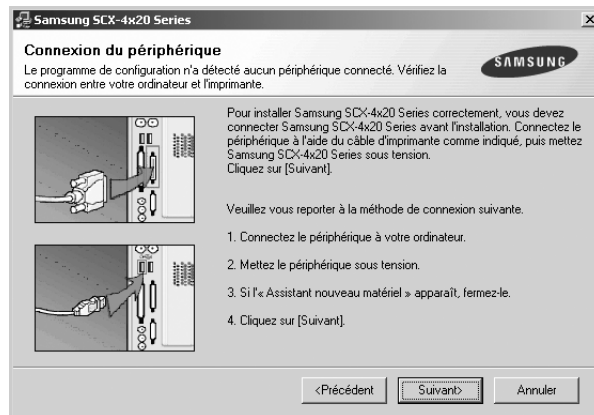 Samsung SCX-4x20 Series
Connexion du périphérique
Le programme de configuration n'a détecté aucun périphérique connecté. Vérifiez la
connexion entre votre ordinateur et l'imprimante.
SAMSUNG
Pour installer Samsung SCX-4x20 Series correctement, vous devez
connecter Samsung SCX-4x20 Series avant l'installation. Connectez le
périphérique à l'aide du câble d'imprimante comme indiqué, puis mettez
Samsung SCX-4x20 Series sous tension.
Cliquez sur [Suivant].
Veuillez vous reporter à la méthode de connexion suivante.
1. Connectez le périphérique à votre ordinateur.
2. Mettez le périphérique sous tension.
3. Si l'« Assistant nouveau matériel » apparaît, fermez-le.
4. Cliquez sur [Suivant].
<Précédent
Suivant>
Annuler